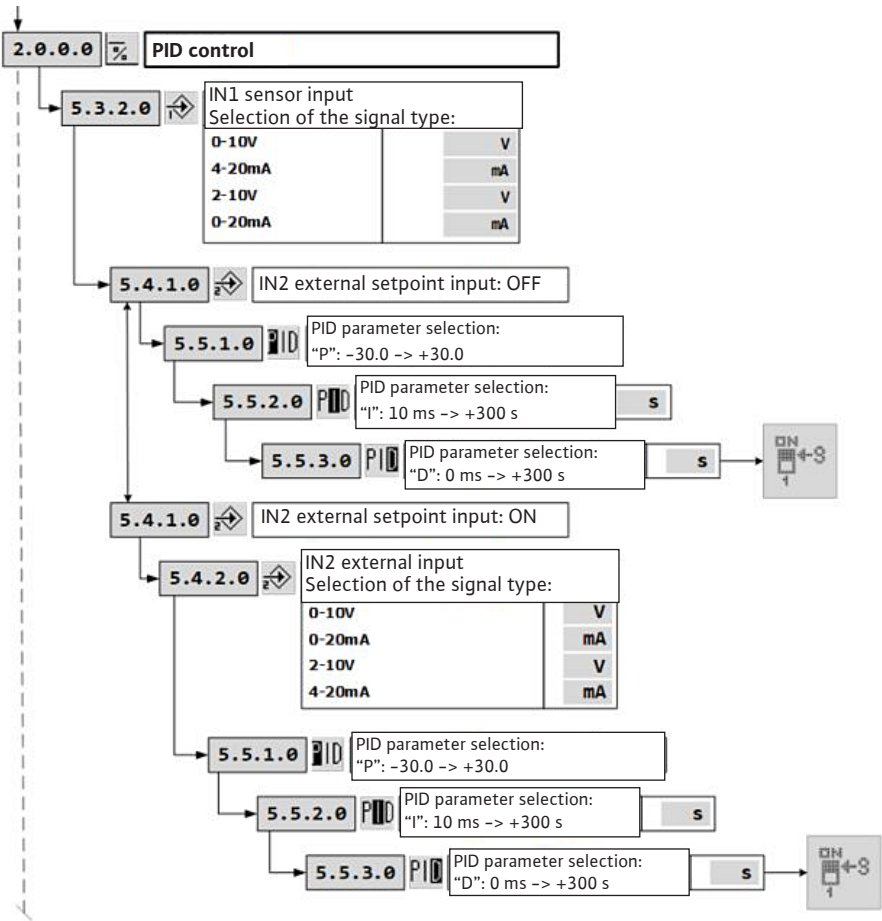 2.0.0.0 PID control
5.3.2.0 1 IN1 sensor input
Selection of the signal type:
0-10V V
4-20mA mA
2-10V V
0-20mA mA
5.4.1.0 2 IN2 external setpoint input: OFF
5.5.1.0 PID PID parameter selection:
“P”: -30.0 -> +30.0
5.5.2.0 PID PID parameter selection:
“I”: 10 ms -> +300 s s
5.5.3.0 PID PID parameter selection:
“D”: 0 ms -> +300 s s
ON
S
1
5.4.1.0 2 IN2 external setpoint input: ON
5.4.2.0 2 IN2 external input
Selection of the signal type:
0-10V V
0-20mA mA
2-10V V
4-20mA mA
5.5.1.0 PID PID parameter selection:
“P”: -30.0 -> +30.0
5.5.2.0 PID PID parameter selection:
“I”: 10 ms -> +300 s s
5.5.3.0 PID PID parameter selection:
“D”: 0 ms -> +300 s s
ON
S
1